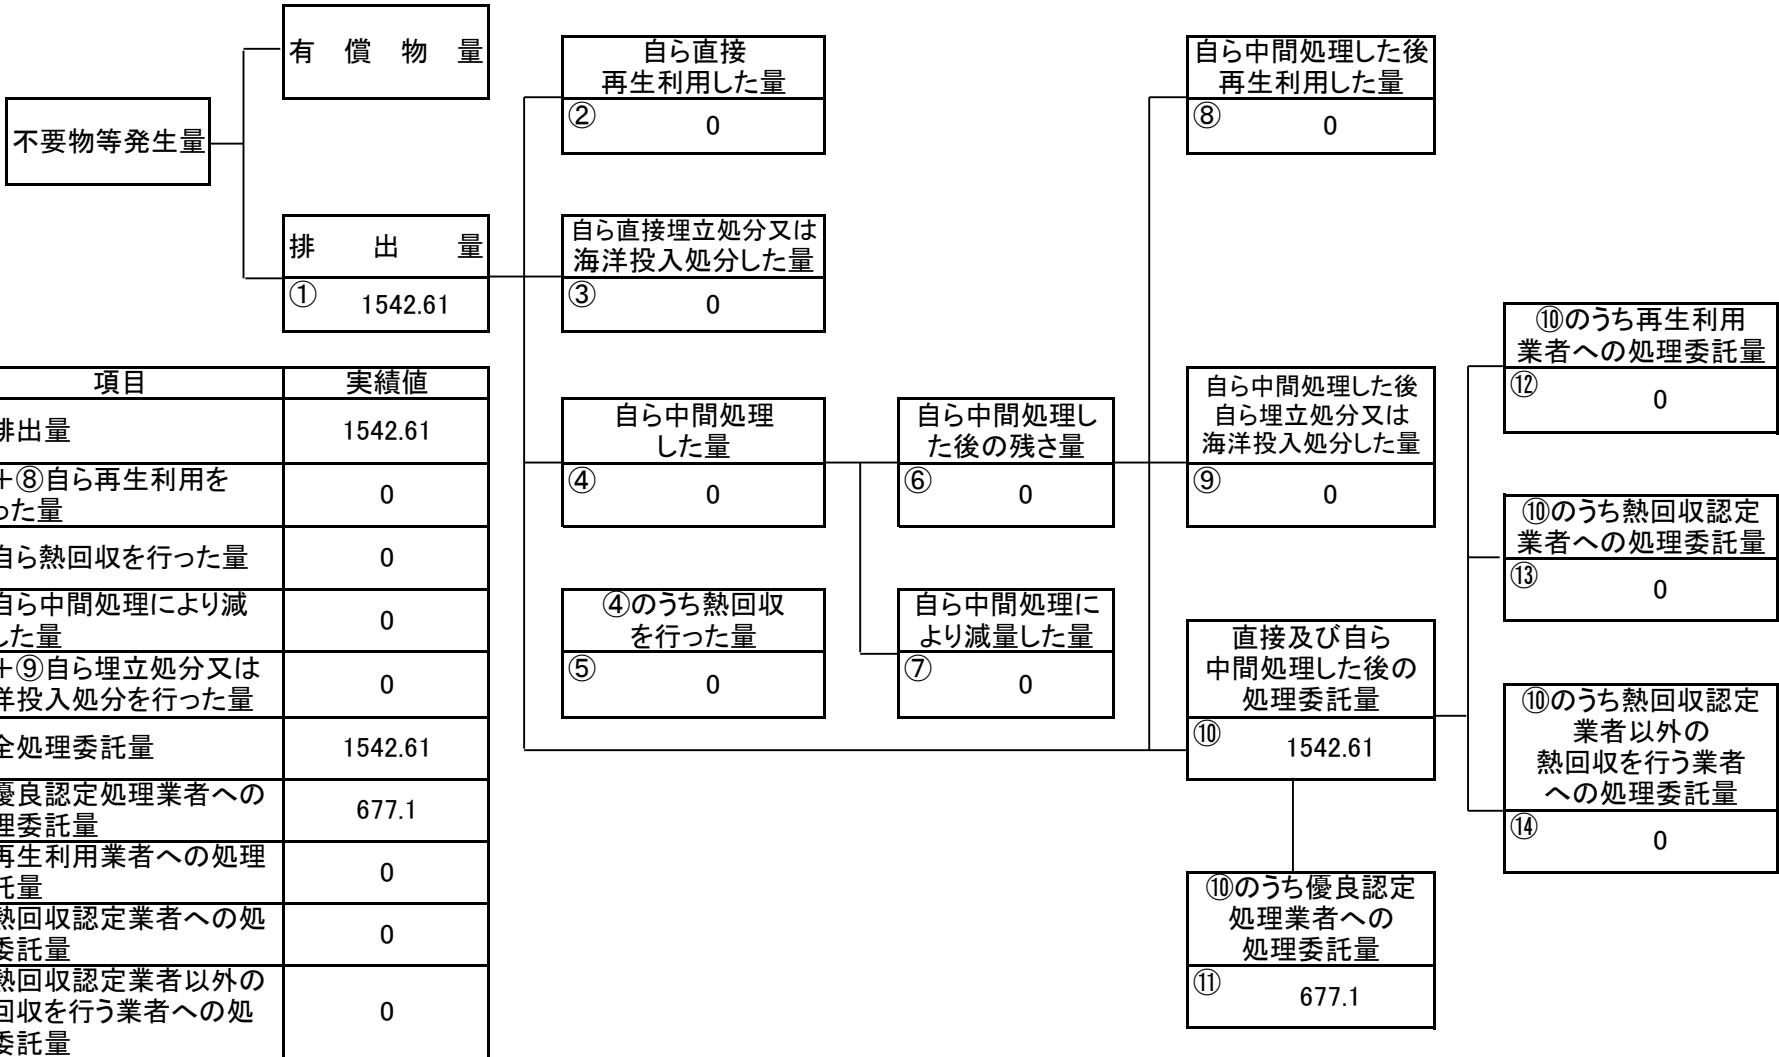 有 償 物 量
不要物等発生量
排 出 量
① 1542.61
自ら直接
再生利用した量
② 0
自ら直接埋立処分又は
海洋投入処分した量
③ 0
自ら中間処理
した量
④ 0
④のうち熱回収
を行った量
⑤ 0
自ら中間処理し
た後の残さ量
⑥ 0
自ら中間処理に
より減量した量
⑦ 0
自ら中間処理した後
再生利用した量
⑧ 0
自ら中間処理した後
自ら埋立処分又は
海洋投入処分した量
⑨ 0
直接及び自ら
中間処理した後の
処理委託量
⑩ 1542.61
⑩のうち優良認定
処理業者への
処理委託量
⑪ 677.1
⑩のうち再生利用
業者への処理委託量
⑫ 0
⑩のうち熱回収認定
業者への処理委託量
⑬ 0
⑩のうち熱回収認定
業者以外の
熱回収を行う業者
への処理委託量
⑭ 0
項目 実績値
排出量 1542.61
+⑧自ら再生利用を
った量 0
自ら熱回収を行った量 0
自ら中間処理により減
した量 0
+⑨自ら埋立処分又は
洋投入処分を行った量 0
全処理委託量 1542.61
優良認定処理業者への
理委託量 677.1
再生利用業者への処理
託量 0
熱回収認定業者への処
委託量 0
熱回収認定業者以外の
回収を行う業者への処
委託量 0